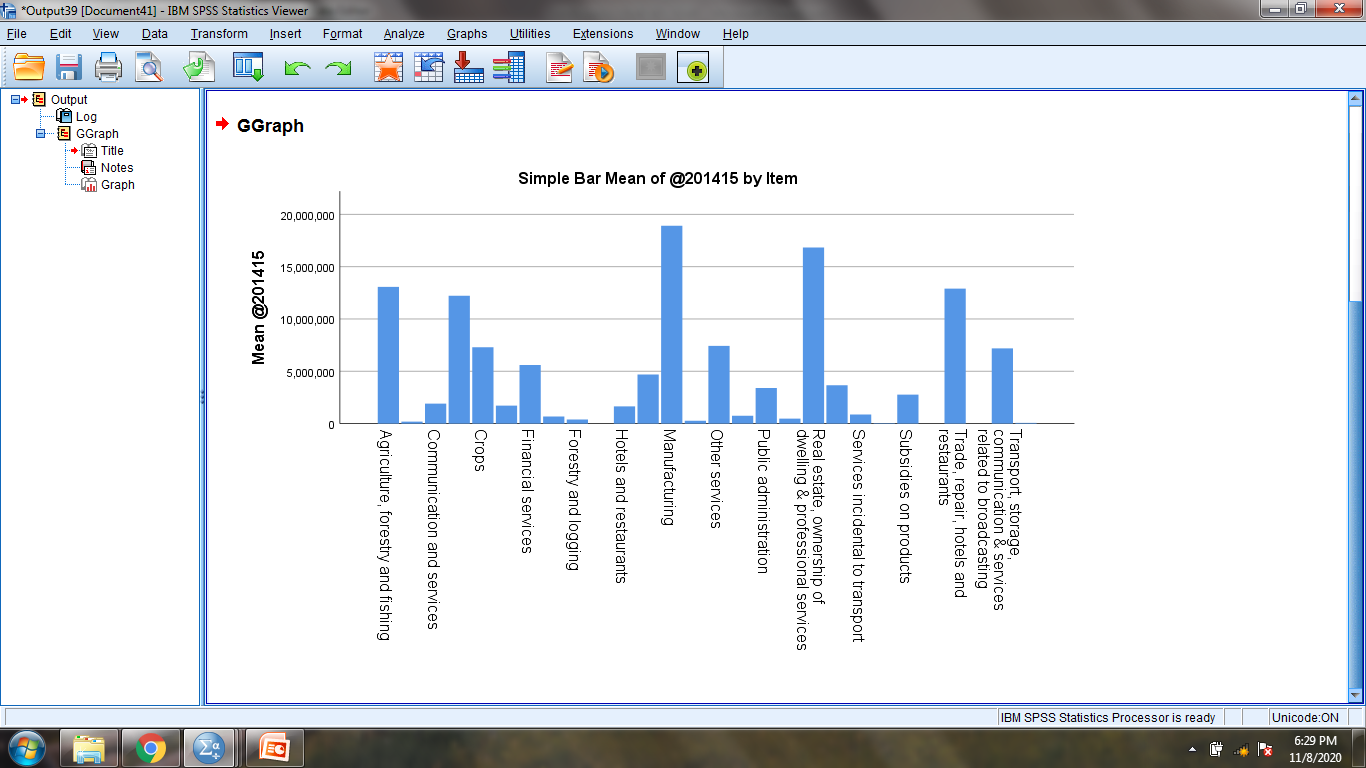 *Output39 [Document41] - IBM SPSS Statistics Viewer
File Edit View Data Transform Insert Format Analyze Graphs Utilities Extensions Window Help
Output
Log
GGraph
Title
Notes
Graph
GGraph
Simple Bar Mean of @201415 by Item
Mean @201415
20,000,000
15,000,000
10,000,000
5,000,000
0
Agriculture, forestry and fishing
Communication and services
Crops
Financial services
Forestry and logging
Hotels and restaurants
Manufacturing
Other services
Public administration
Real estate, ownership of
dwelling & professional services
Services incidental to transport
Subsidies on products
Trade, repair, hotels and
restaurants
Transport, storage,
communication & services
related to broadcasting
IBM SPSS Statistics Processor is ready
Unicode:ON
6:29 PM
11/8/2020